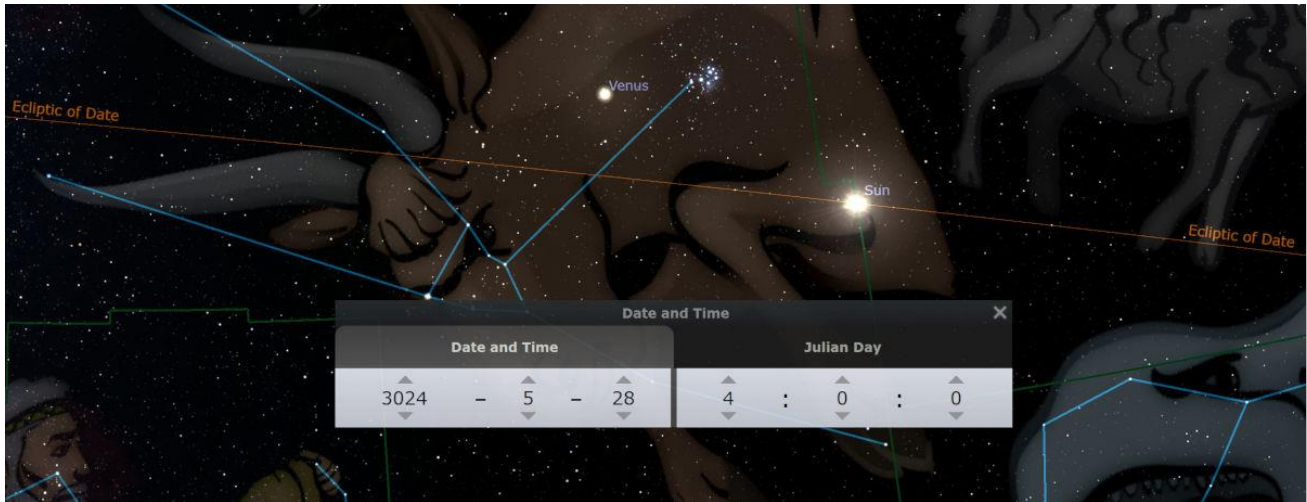 Venus
Ecliptic of Date
Sun
Ecliptic of Date
Date and Time ×
Date and Time Julian Day
3024 – 5 – 28 4 : 0 : 0